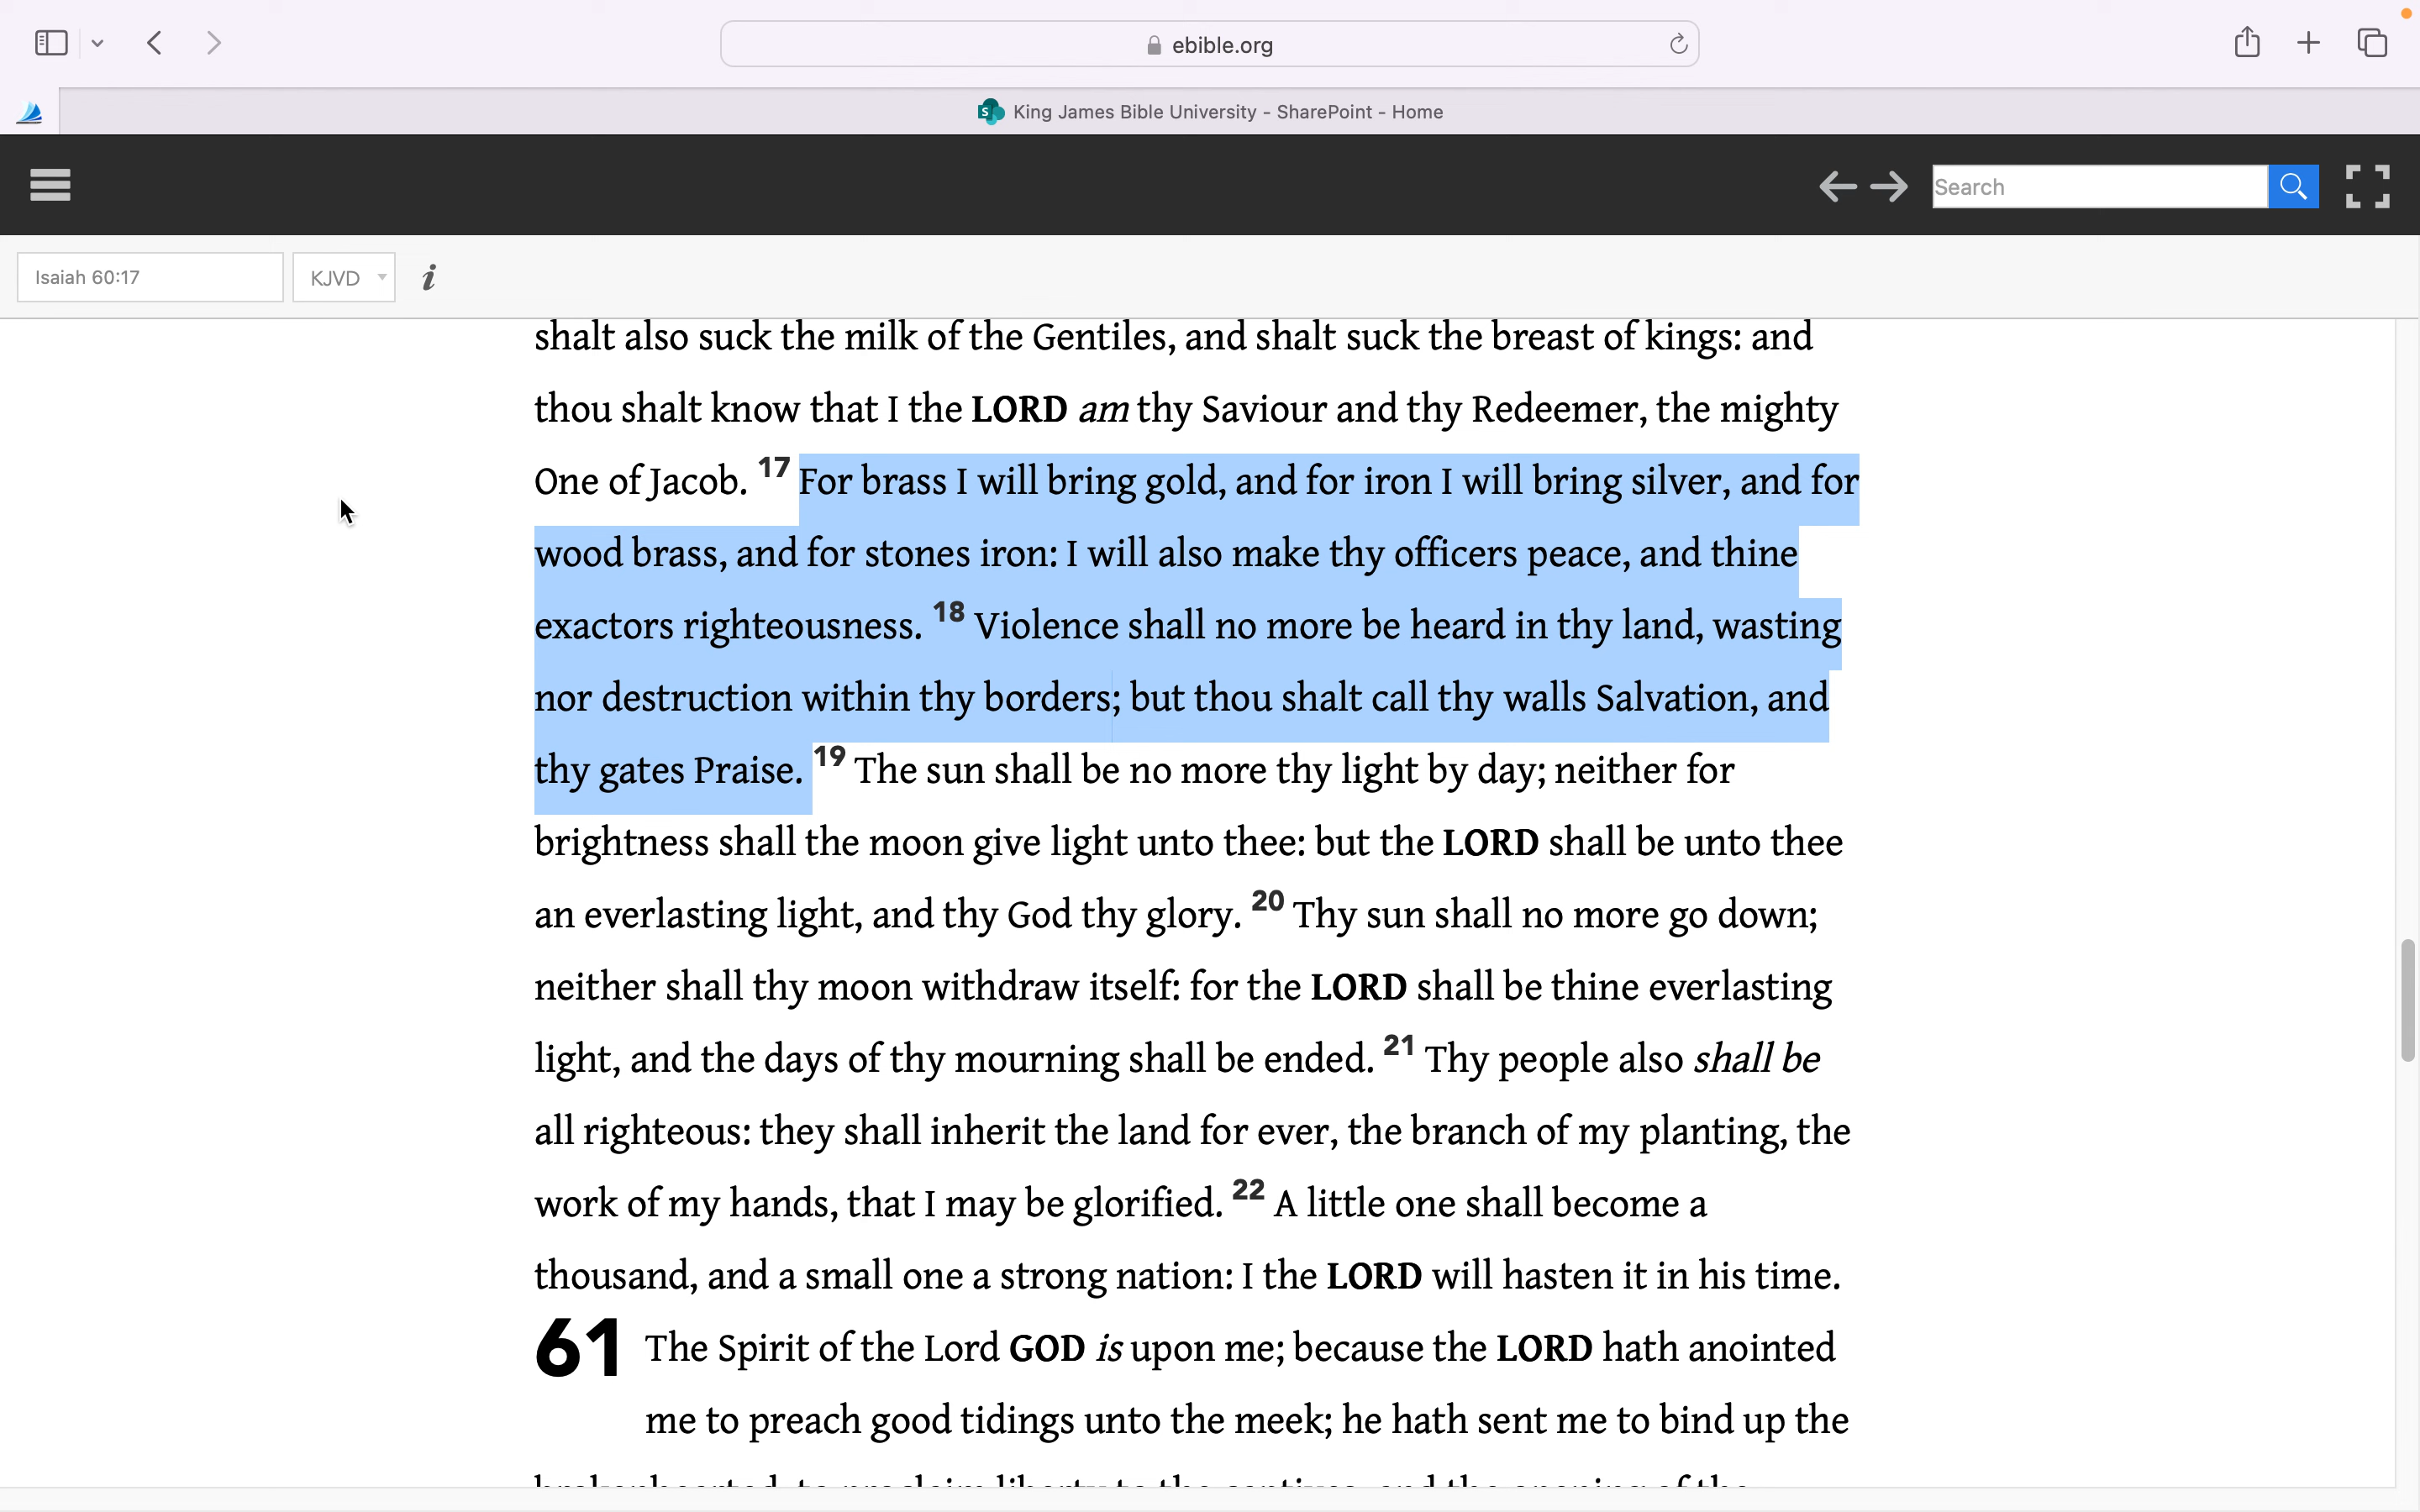 ebible.org
King James Bible University - SharePoint - Home
Search
Isaiah 60:17 KJVD i
shalt also suck the milk of the Gentiles, and shalt suck the breast of kings: and
thou shalt know that I the LORD am thy Saviour and thy Redeemer, the mighty
One of Jacob. 17 For brass I will bring gold, and for iron I will bring silver, and for
wood brass, and for stones iron: I will also make thy officers peace, and thine
exactors righteousness. 18 Violence shall no more be heard in thy land, wasting
nor destruction within thy borders; but thou shalt call thy walls Salvation, and
thy gates Praise. 19 The sun shall be no more thy light by day; neither for
brightness shall the moon give light unto thee: but the LORD shall be unto thee
an everlasting light, and thy God thy glory. 20 Thy sun shall no more go down;
neither shall thy moon withdraw itself: for the LORD shall be thine everlasting
light, and the days of thy mourning shall be ended. 21 Thy people also shall be
all righteous: they shall inherit the land for ever, the branch of my planting, the
work of my hands, that I may be glorified. 22 A little one shall become a
thousand, and a small one a strong nation: I the LORD will hasten it in his time.
61 The Spirit of the Lord GOD is upon me; because the LORD hath anointed
me to preach good tidings unto the meek; he hath sent me to bind up the
brokenhearted, to proclaim liberty to the captives, and the opening of the